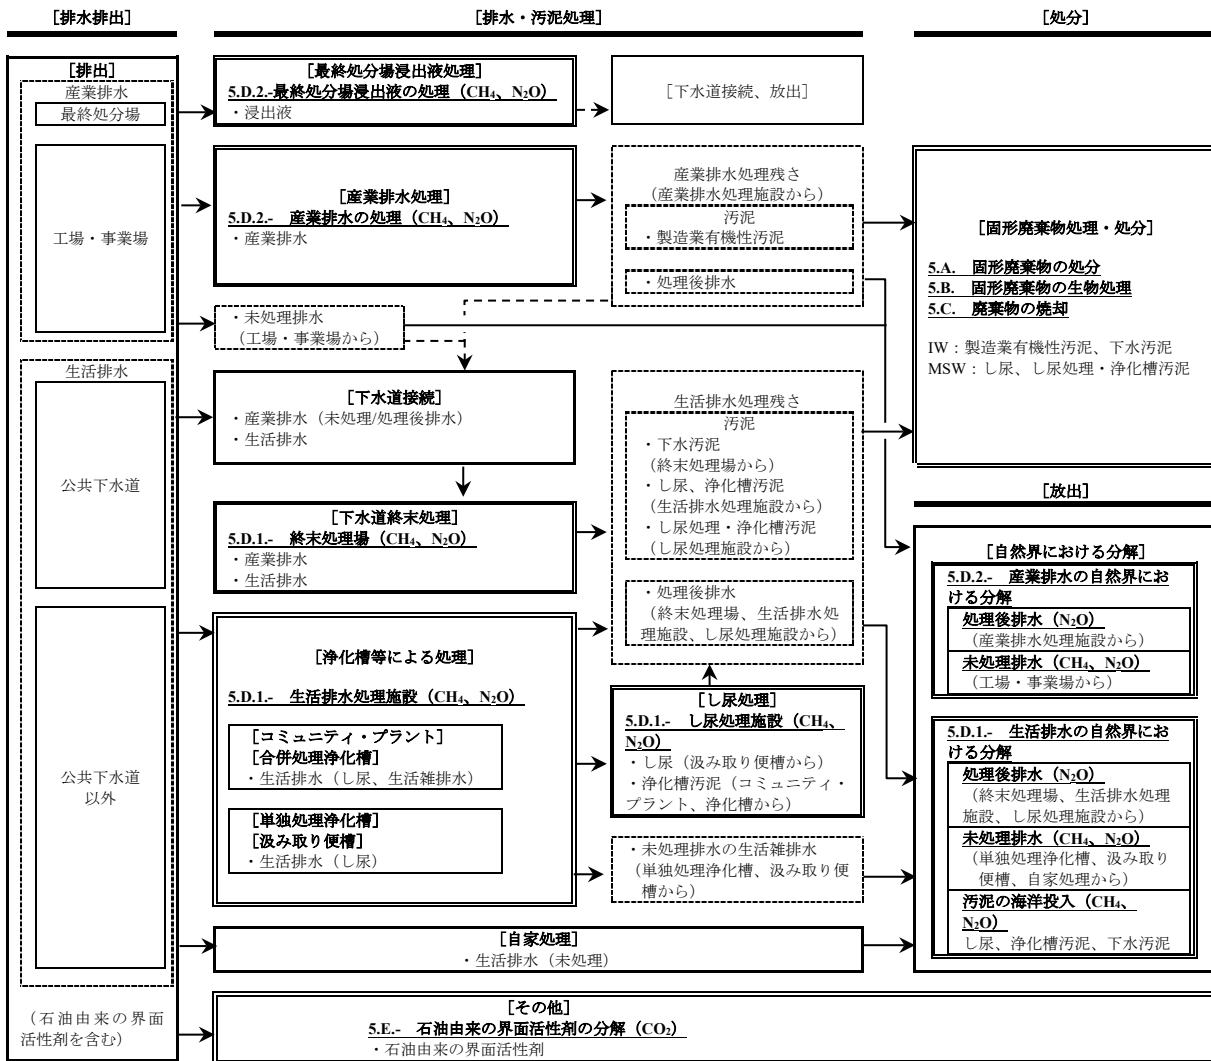 ［排水排出］
［排水・汚泥処理］
［処分］
［排出］
産業排水
最終処分場
工場・事業場
生活排水
公共下水道
公共下水道
以外
（石油由来の界面
活性剤を含む）
［最終処分場浸出液処理］
5.D.2.-最終処分場浸出液の処理（CH₄、N₂O）
・浸出液
［下水道接続、放出］
［産業排水処理］
5.D.2.- 産業排水の処理（CH₄、N₂O）
・産業排水
産業排水処理残さ
（産業排水処理施設から）
汚泥
・製造業有機性汚泥
・処理後排水
・未処理排水
（工場・事業場から）
［下水道接続］
・産業排水（未処理/処理後排水）
・生活排水
［下水道終末処理］
5.D.1.- 終末処理場（CH₄、N₂O）
・産業排水
・生活排水
生活排水処理残さ
汚泥
・下水汚泥
（終末処理場から）
・し尿、浄化槽汚泥
（生活排水処理施設から）
・し尿処理・浄化槽汚泥
（し尿処理施設から）
・処理後排水
（終末処理場、生活排水処
理施設、し尿処理施設から）
［浄化槽等による処理］
5.D.1.- 生活排水処理施設（CH₄、N₂O）
［コミュニティ・プラント］
［合併処理浄化槽］
・生活排水（し尿、生活雑排水）
［単独処理浄化槽］
［汲み取り便槽］
・生活排水（し尿）
［し尿処理］
5.D.1.- し尿処理施設（CH₄、
N₂O）
・し尿（汲み取り便槽から）
・浄化槽汚泥（コミュニティ・
プラント、浄化槽から）
・未処理排水の生活雑排水
（単独処理浄化槽、汲み取り便
槽から）
［自家処理］
・生活排水（未処理）
［その他］
5.E.- 石油由来の界面活性剤の分解（CO₂）
・石油由来の界面活性剤
［固形廃棄物処理・処分］
5.A. 固形廃棄物の処分
5.B. 固形廃棄物の生物処理
5.C. 廃棄物の焼却
IW：製造業有機性汚泥、下水汚泥
MSW：し尿、し尿処理・浄化槽汚泥
［放出］
［自然界における分解］
5.D.2.- 産業排水の自然界にお
ける分解
処理後排水（N₂O）
（産業排水処理施設から）
未処理排水（CH₄、N₂O）
（工場・事業場から）
5.D.1.- 生活排水の自然界にお
ける分解
処理後排水（N₂O）
（終末処理場、生活排水処理
施設、し尿処理施設から）
未処理排水（CH₄、N₂O）
（単独処理浄化槽、汲み取り
便槽、自家処理から）
汚泥の海洋投入（CH₄、
N₂O）
し尿、浄化槽汚泥、下水汚泥